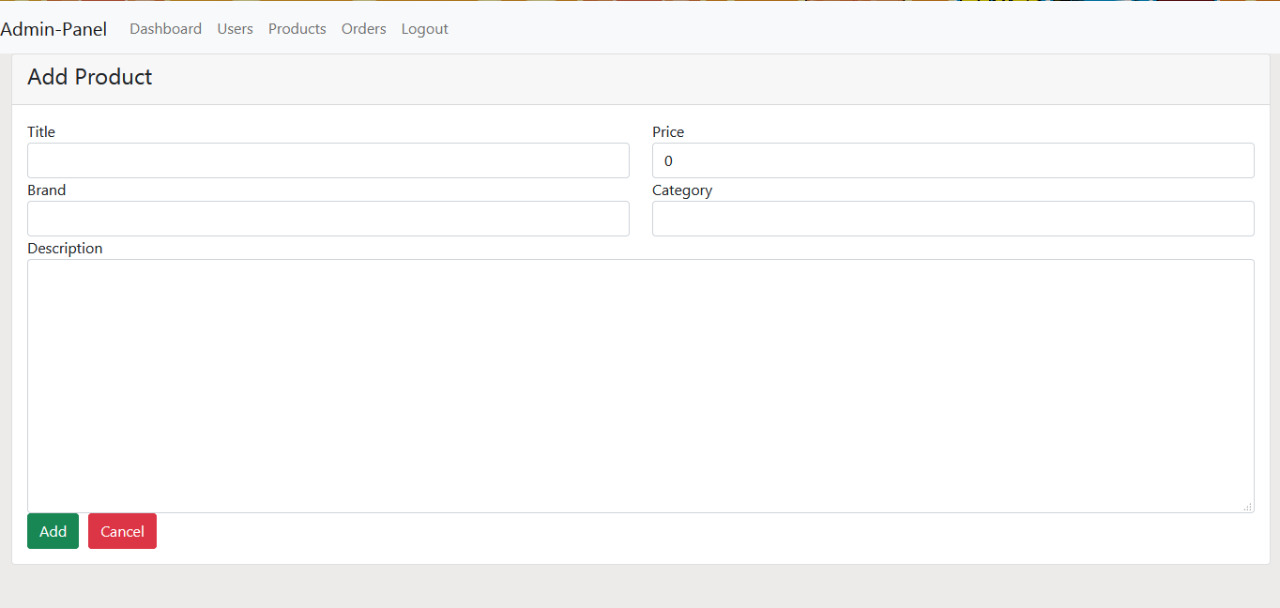 Admin-Panel Dashboard Users Products Orders Logout
Add Product
Title Price
0
Brand Category
Description
Add Cancel